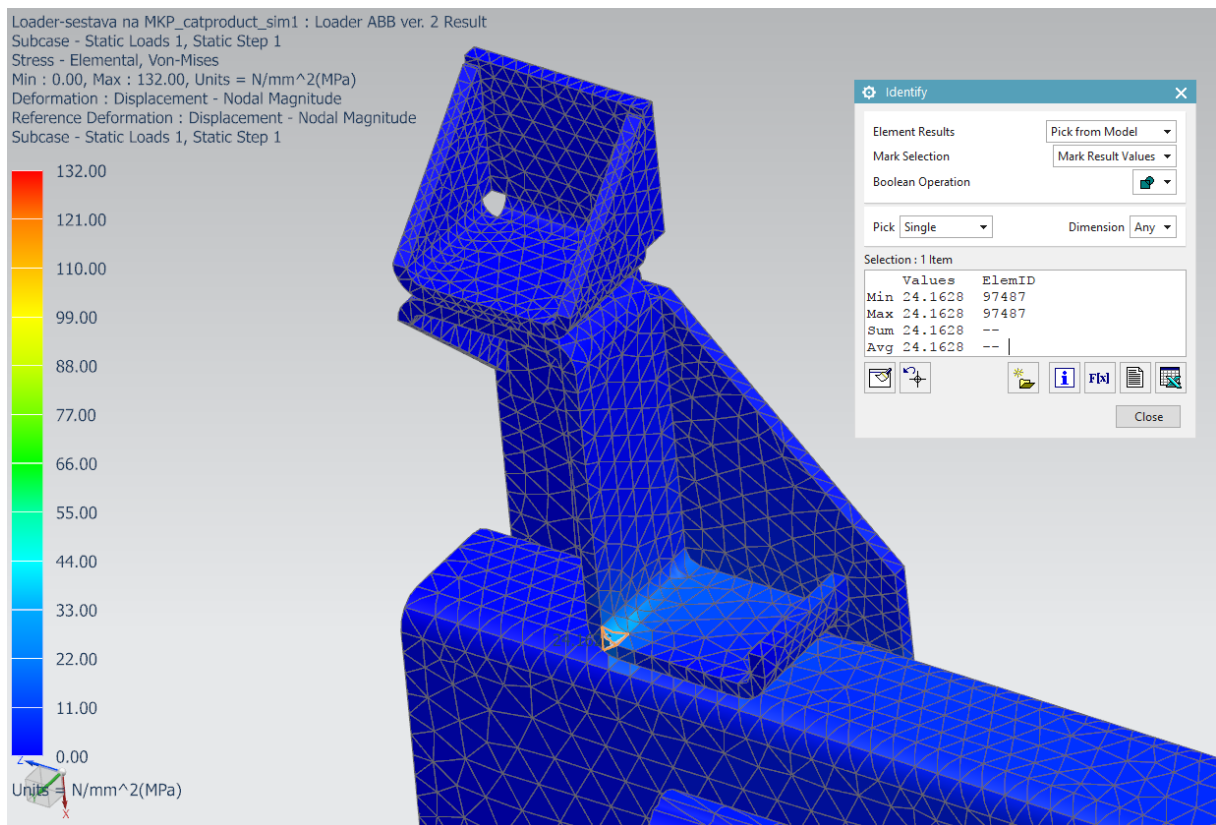 Loader-sestava na MKP_catproduct_sim1 : Loader ABB ver. 2 Result
Subcase - Static Loads 1, Static Step 1
Stress - Elemental, Von-Mises
Min : 0.00, Max : 132.00, Units = N/mm^2(MPa)
Deformation : Displacement - Nodal Magnitude
Reference Deformation : Displacement - Nodal Magnitude
Subcase - Static Loads 1, Static Step 1
132.00
121.00
110.00
99.00
88.00
77.00
66.00
55.00
44.00
33.00
22.00
11.00
0.00
Z
X
Units = N/mm^2(MPa)
Identify
Element Results Pick from Model
Mark Selection Mark Result Values
Boolean Operation
Pick Single Dimension Any
Selection : 1 Item
Values ElemID
Min 24.1628 97487
Max 24.1628 97487
Sum 24.1628 --
Avg 24.1628 --
i F[x]
Close